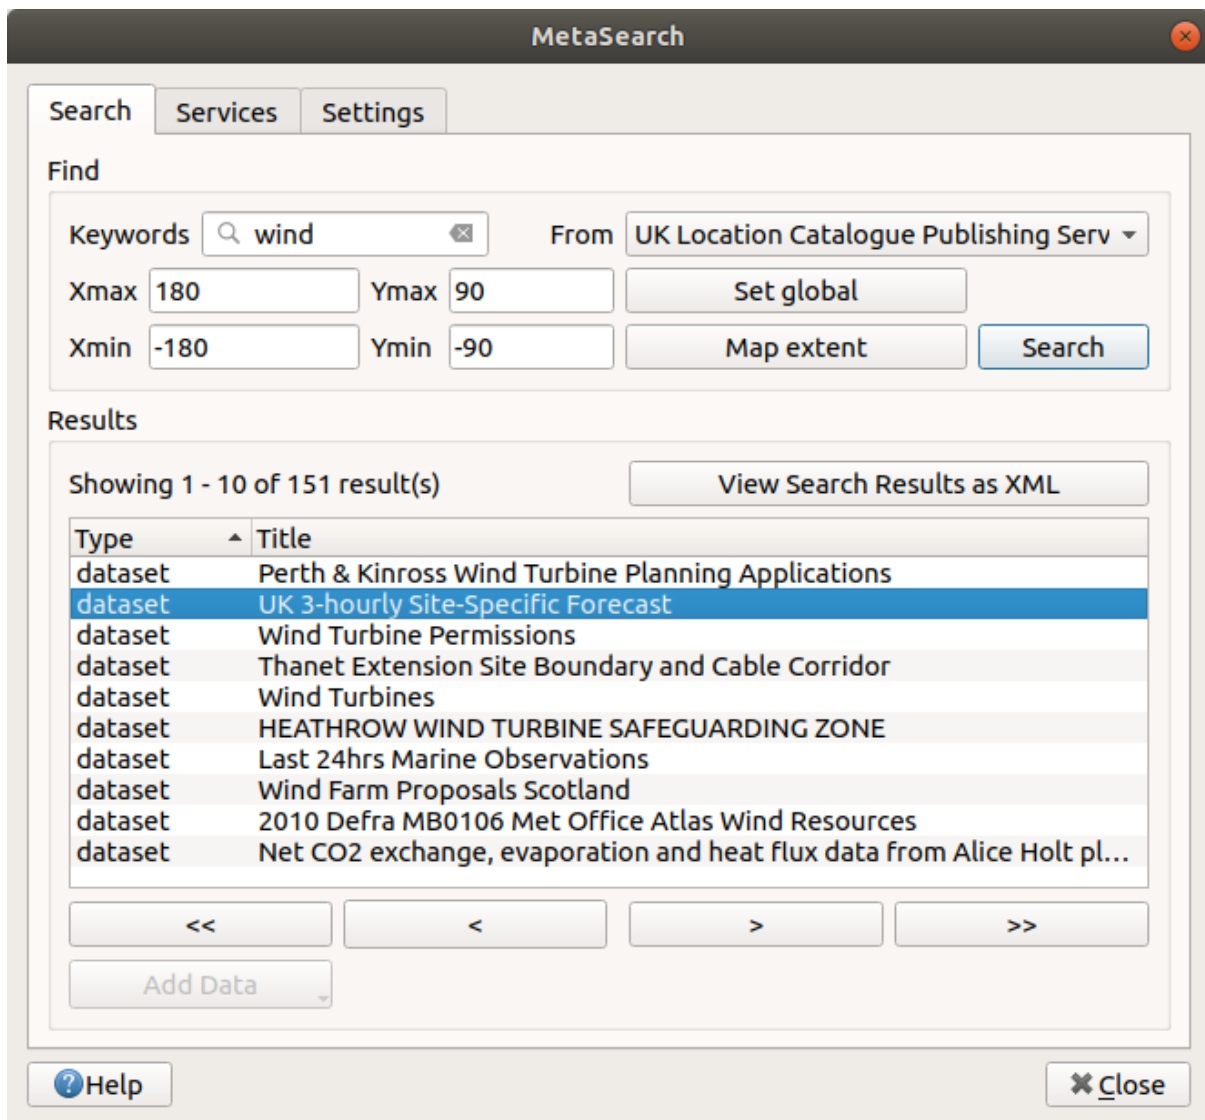 MetaSearch
Search Services Settings
Find
Keywords wind From UK Location Catalogue Publishing Serv
Xmax 180 Ymax 90 Set global
Xmin -180 Ymin -90 Map extent Search
Results
Showing 1 - 10 of 151 result(s) View Search Results as XML
Type Title
dataset Perth & Kinross Wind Turbine Planning Applications
dataset UK 3-hourly Site-Specific Forecast
dataset Wind Turbine Permissions
dataset Thanet Extension Site Boundary and Cable Corridor
dataset Wind Turbines
dataset HEATHROW WIND TURBINE SAFEGUARDING ZONE
dataset Last 24hrs Marine Observations
dataset Wind Farm Proposals Scotland
dataset 2010 Defra MB0106 Met Office Atlas Wind Resources
dataset Net CO2 exchange, evaporation and heat flux data from Alice Holt pl...
<< < > >>
Add Data
Help Close